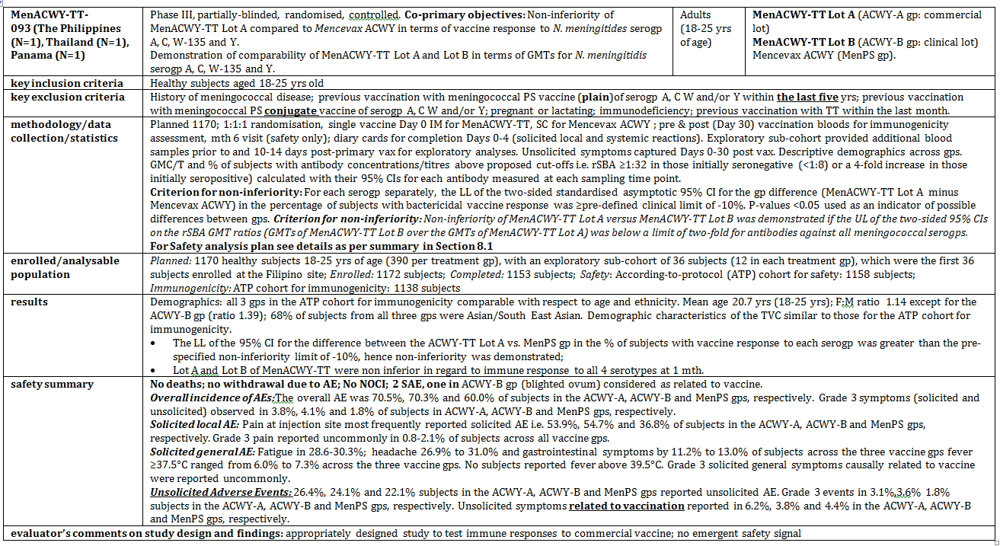 MenACWY-TT-
093 (The Philippines
(N=1), Thailand (N=1),
Panama (N=1)
Phase III, partially-blinded, randomised, controlled. Co-primary objectives: Non-inferiority of
MenACWY-TT Lot A compared to Mencevax ACWY in terms of vaccine response to N. meningitides serogp
A, C, W-135 and Y.
Demonstration of comparability of MenACWY-TT Lot A and Lot B in terms of GMTs for N. meningitidis
serogp A, C, W-135 and Y.
Adults
(18-25 yrs
of age)
MenACWY-TT Lot A (ACWY-A gp: commercial
lot)
MenACWY-TT Lot B (ACWY-B gp: clinical lot)
Mencevax ACWY (MenPS gp).
key inclusion criteria
Healthy subjects aged 18-25 yrs old
key exclusion criteria
History of meningococcal disease; previous vaccination with meningococcal PS vaccine (plain)of serogp A, C W and/or Y within the last five yrs; previous vaccination
with meningococcal PS conjugate vaccine of serogp A, C W and/or Y; pregnant or lactating; immunodeficiency; previous vaccination with TT within the last month.
methodology/data
collection/statistics
Planned 1170; 1:1:1 randomisation, single vaccine Day 0 IM for MenACWY-TT, SC for Mencevax ACWY ; pre & post (Day 30) vaccination bloods for immunogenicity
assessment, mth 6 visit (safety only); diary cards for completion Days 0-4 (solicited local and systemic reactions). Exploratory sub-cohort provided additional blood
samples prior to and 10-14 days post-primary vax for exploratory analyses. Unsolicited symptoms captured Days 0-30 post vax. Descriptive demographics across gps.
GMC/T and % of subjects with antibody concentrations/titres above proposed cut-offs i.e. rSBA ≥1:32 in those initially seronegative (<1:8) or a 4-fold increase in those
initially seropositive) calculated with their 95% CIs for each antibody measured at each sampling time point.
Criterion for non-inferiority: For each serogp separately, the LL of the two-sided standardised asymptotic 95% CI for the gp difference (MenACWY-TT Lot A minus
Mencevax ACWY) in the percentage of subjects with bactericidal vaccine response was ≥pre-defined clinical limit of -10%. P-values <0.05 used as an indicator of possible
differences between gps. Criterion for non-inferiority: Non-inferiority of MenACWY-TT Lot A versus MenACWY-TT Lot B was demonstrated if the UL of the two-sided 95% CIs
on the rSBA GMT ratios (GMTs of MenACWY-TT Lot B over the GMTs of MenACWY-TT Lot A) was below a limit of two-fold for antibodies against all meningococcal serogps.
For Safety analysis plan see details as per summary in Section 8.1
enrolled/analysable
population
Planned: 1170 healthy subjects 18-25 yrs of age (390 per treatment gp), with an exploratory sub-cohort of 36 subjects (12 in each treatment gp), which were the first 36
subjects enrolled at the Filipino site; Enrolled: 1172 subjects; Completed: 1153 subjects; Safety: According-to-protocol (ATP) cohort for safety: 1158 subjects;
Immunogenicity: ATP cohort for immunogenicity: 1138 subjects
results
Demographics: all 3 gps in the ATP cohort for immunogenicity comparable with respect to age and ethnicity. Mean age 20.7 yrs (18-25 yrs); F:M ratio 1.14 except for the
ACWY-B gp (ratio 1.39); 68% of subjects from all three gps were Asian/South East Asian. Demographic characteristics of the TVC similar to those for the ATP cohort for
immunogenicity.
• The LL of the 95% CI for the difference between the ACWY-TT Lot A vs. MenPS gp in the % of subjects with vaccine response to each serogp was greater than the pre-
specified non-inferiority limit of -10%, hence non-inferiority was demonstrated;
• Lot A and Lot B of MenACWY-TT were non inferior in regard to immune response to all 4 serotypes at 1 mth.
safety summary
No deaths; no withdrawal due to AE; No NOCI; 2 SAE, one in ACWY-B gp (blighted ovum) considered as related to vaccine.
Overall incidence of AEs:The overall AE was 70.5%, 70.3% and 60.0% of subjects in the ACWY-A, ACWY-B and MenPS gps, respectively. Grade 3 symptoms (solicited and
unsolicited) observed in 3.8%, 4.1% and 1.8% of subjects in ACWY-A, ACWY-B and MenPS gps, respectively.
Solicited local AE: Pain at injection site most frequently reported solicited AE i.e. 53.9%, 54.7% and 36.8% of subjects in the ACWY-A, ACWY-B and MenPS gps,
respectively. Grade 3 pain reported uncommonly in 0.8-2.1% of subjects across all vaccine gps.
Solicited general AE: Fatigue in 28.6-30.3%; headache 26.9% to 31.0% and gastrointestinal symptoms by 11.2% to 13.0% of subjects across the three vaccine gps fever
≥37.5°C ranged from 6.0% to 7.3% across the three vaccine gps. No subjects reported fever above 39.5°C. Grade 3 solicited general symptoms causally related to vaccine
were reported uncommonly.
Unsolicited Adverse Events: 26.4%, 24.1% and 22.1% subjects in the ACWY-A, ACWY-B and MenPS gps reported unsolicited AE. Grade 3 events in 3.1%,3.6% 1.8%
subjects in the ACWY-A, ACWY-B and MenPS gps, respectively. Unsolicited symptoms related to vaccination reported in 6.2%, 3.8% and 4.4% in the ACWY-A, ACWY-B
and MenPS gps, respectively.
evaluator's comments on study design and findings: appropriately designed study to test immune responses to commercial vaccine; no emergent safety signal